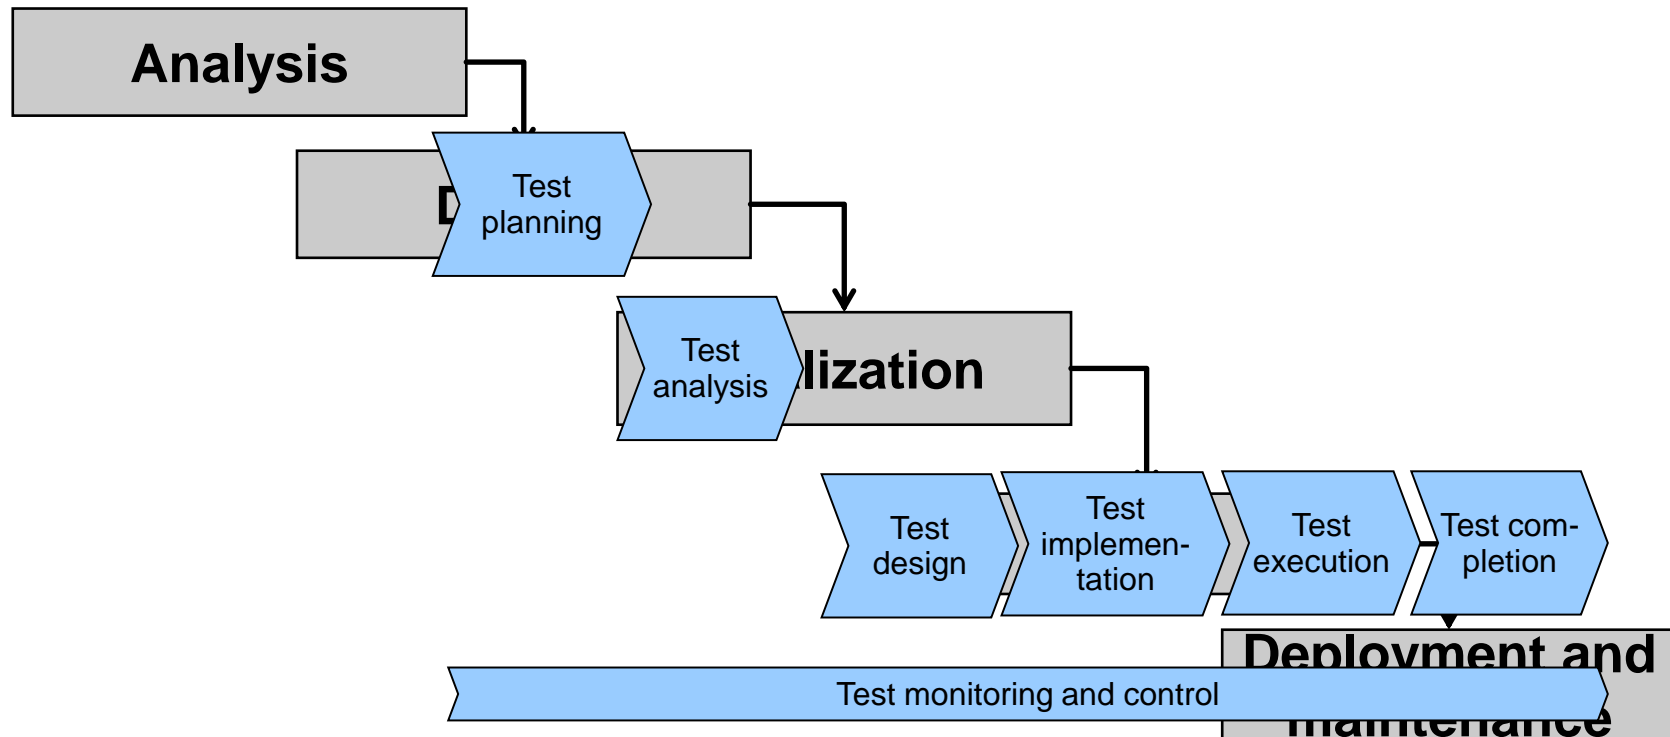 Analysis
D
Test
planning
Test
analysis
lization
Test
design
Test
implemen-
tation
Test
execution
Test com-
pletion
Deployment and
maintenance
Test monitoring and control